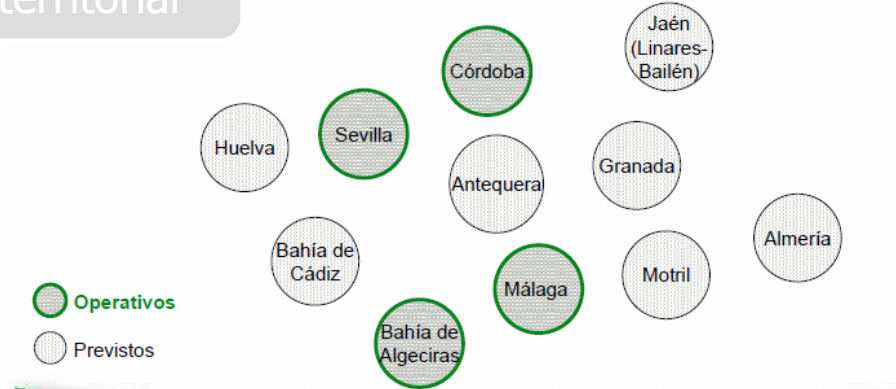 territorial
Jaén
(Linares-
Bailén)
Córdoba
Sevilla
Huelva
Granada
Antequera
Almería
Bahía de
Cádiz
Motril
Málaga
Operativos
Bahía de
Algeciras
Previstos